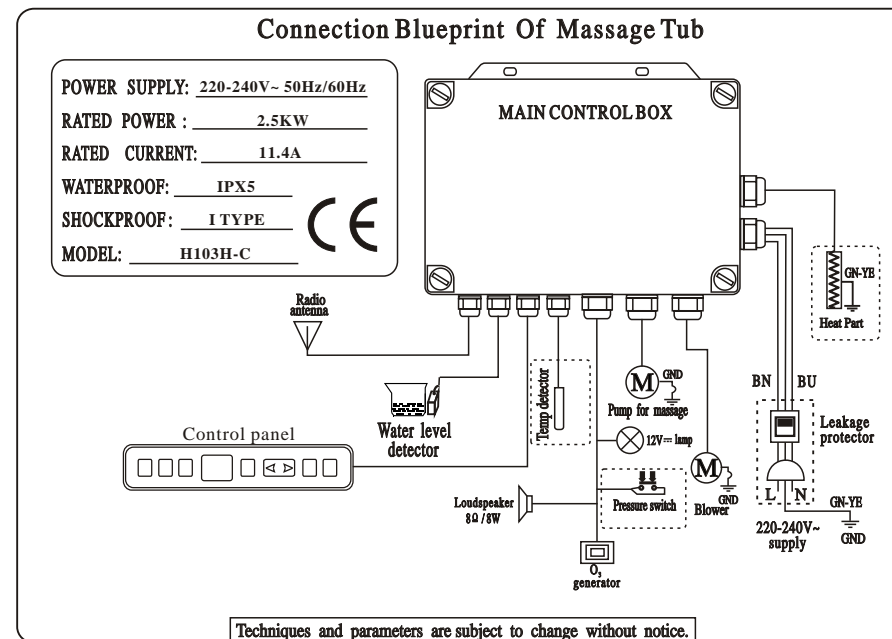 Connection Blueprint Of Massage Tub
POWER SUPPLY: 220-240V~ 50Hz/60Hz
RATED POWER : 2.5KW
RATED CURRENT: 11.4A
WATERPROOF: IPX5
SHOCKPROOF: I TYPE
MODEL: H103H-C
CE
MAIN CONTROL BOX
GN-YE
Heat Part
Radio
antenna
Water level
detector
Control panel
Temp detector
M
GND
Pump for massage
12V⎓ lamp
M
GND
Blower
Pressure switch
Loudspeaker
8Ω/8W
O₃
generator
BN BU
Leakage
protector
L N
GN-YE
GND
220-240V~
supply
Techniques and parameters are subject to change without notice.